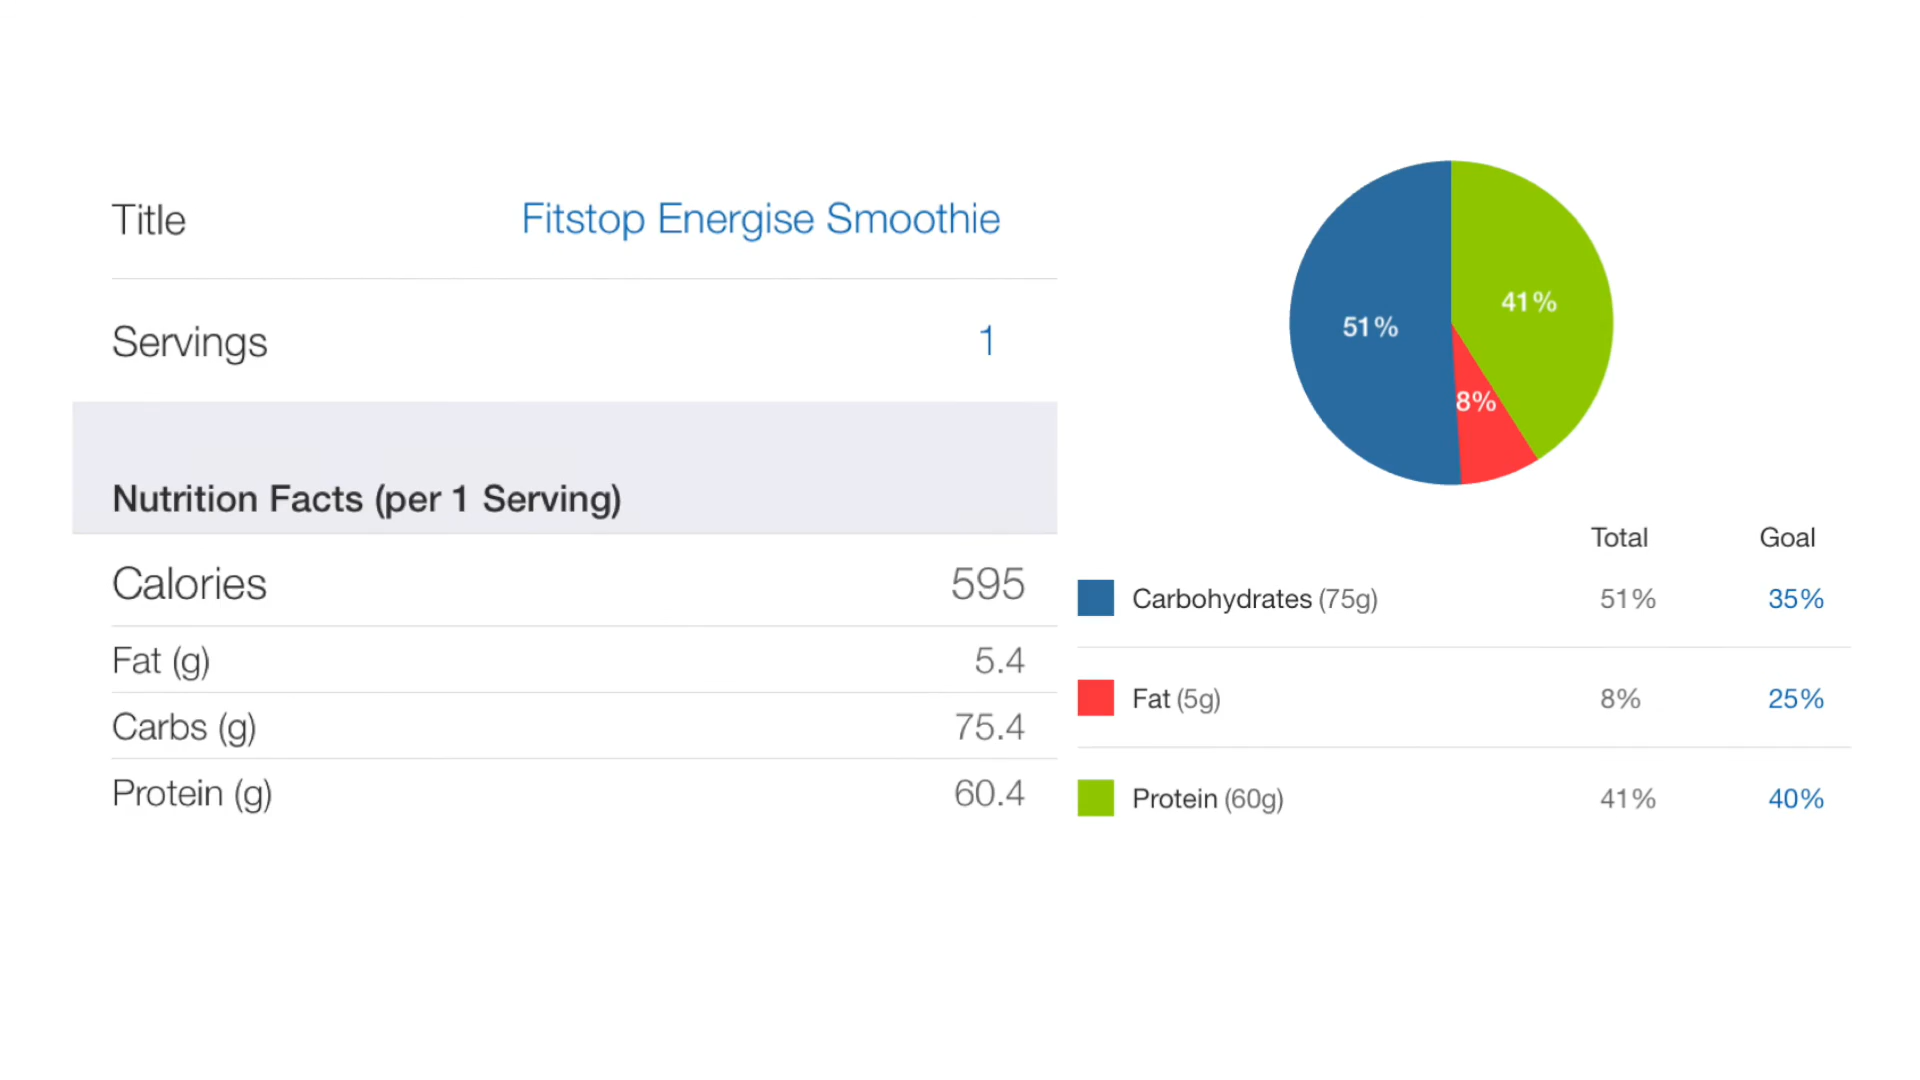 Title Fitstop Energise Smoothie
Servings 1
Nutrition Facts (per 1 Serving)
Calories 595
Fat (g) 5.4
Carbs (g) 75.4
Protein (g) 60.4
51% 41%
8%
Total Goal
Carbohydrates (75g) 51% 35%
Fat (5g) 8% 25%
Protein (60g) 41% 40%